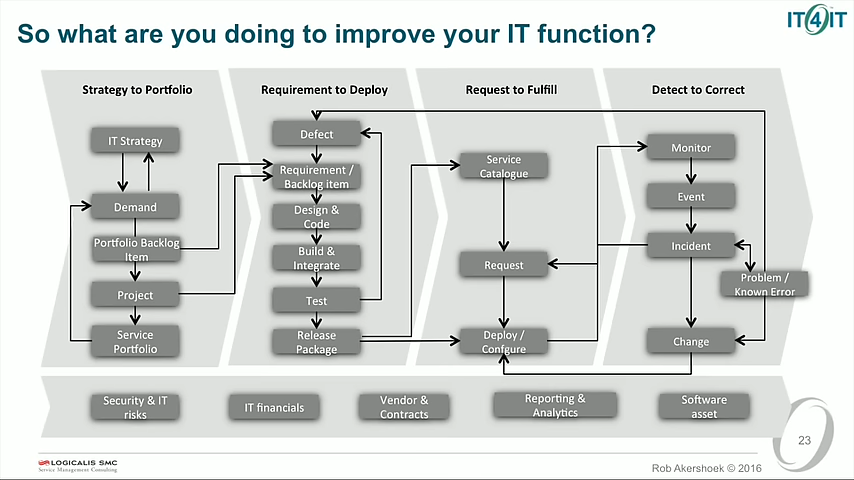 So what are you doing to improve your IT function?
IT4IT
Strategy to Portfolio
Requirement to Deploy
Request to Fulfill
Detect to Correct
IT Strategy
Demand
Portfolio Backlog
Item
Project
Service
Portfolio
Defect
Requirement /
Backlog item
Design &
Code
Build &
Integrate
Test
Release
Package
Service
Catalogue
Request
Deploy /
Configure
Monitor
Event
Incident
Problem /
Known Error
Change
Security & IT
risks
IT financials
Vendor &
Contracts
Reporting &
Analytics
Software
asset
23
LOGICALIS SMC
Service Management Consulting
Rob Akershoek © 2016